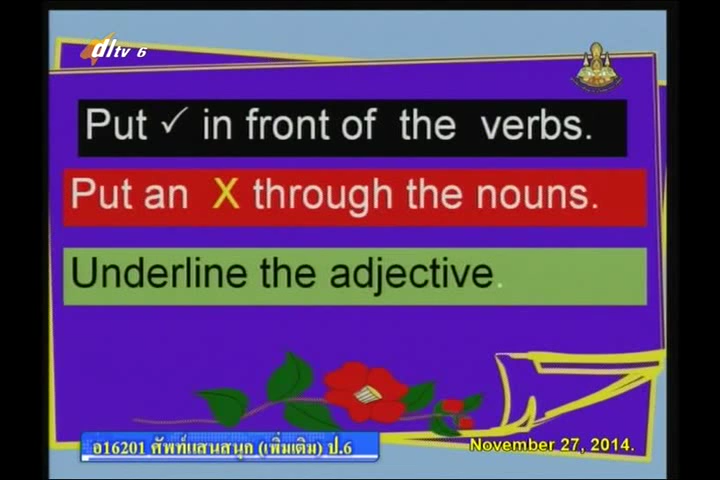 dltv 6
Put ✓ in front of the verbs.
Put an X through the nouns.
Underline the adjective.
อ16201 ศัพท์แสนสนุก (เพิ่มเติม) ป.6
November 27, 2014.